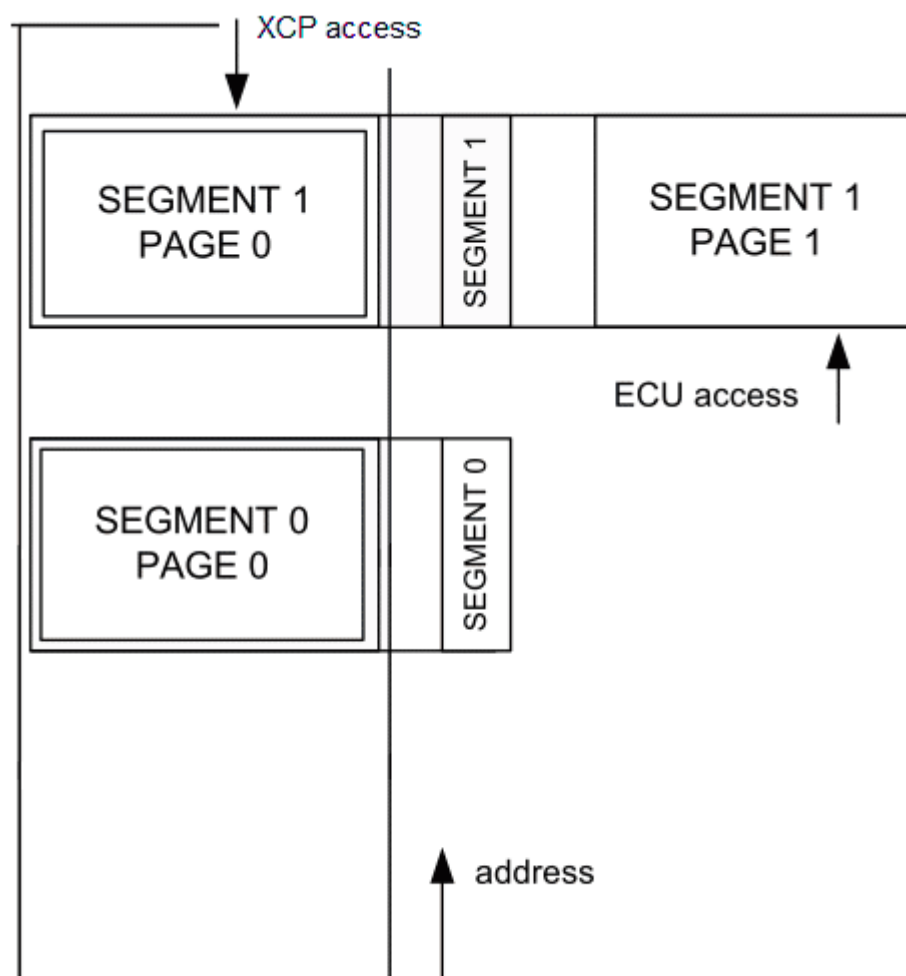 XCP access
SEGMENT 1
PAGE 0
SEGMENT 1
SEGMENT 1
PAGE 1
ECU access
SEGMENT 0
PAGE 0
SEGMENT 0
address